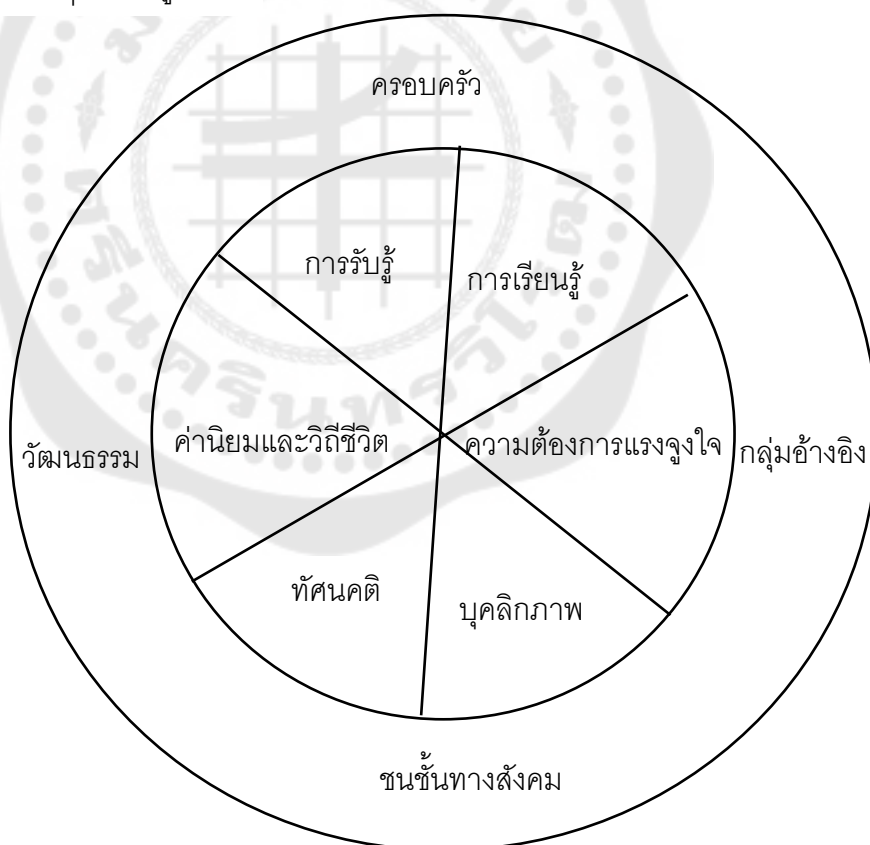 ครอบครัว
การรับรู้
การเรียนรู้
วัฒนธรรม
ค่านิยมและวิถีชีวิต
ความต้องการแรงจูงใจ
กลุ่มอ้างอิง
ทัศนคติ
บุคลิกภาพ
ชนชั้นทางสังคม